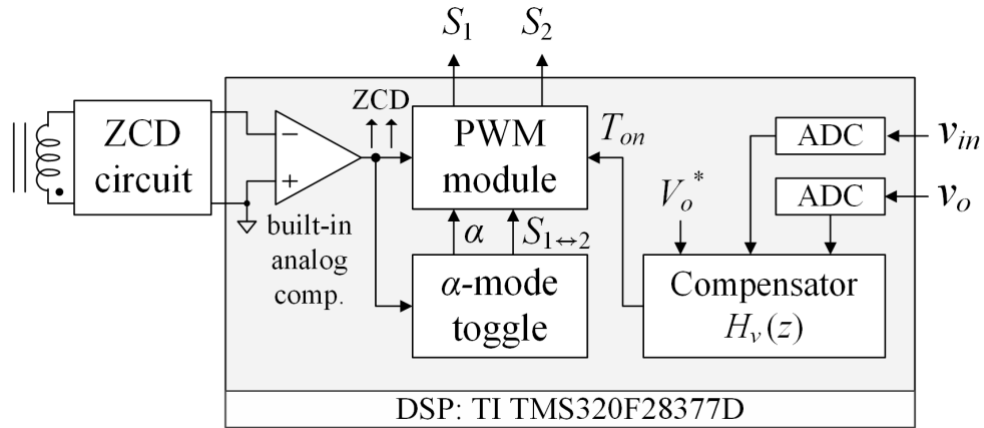 S1 S2
ZCD
circuit
−
+
built-in
analog
comp.
ZCD
PWM
module
Ton
α S1↔2
α-mode
toggle
ADC vin
ADC vo
Vo*
Compensator
Hv(z)
DSP: TI TMS320F28377D